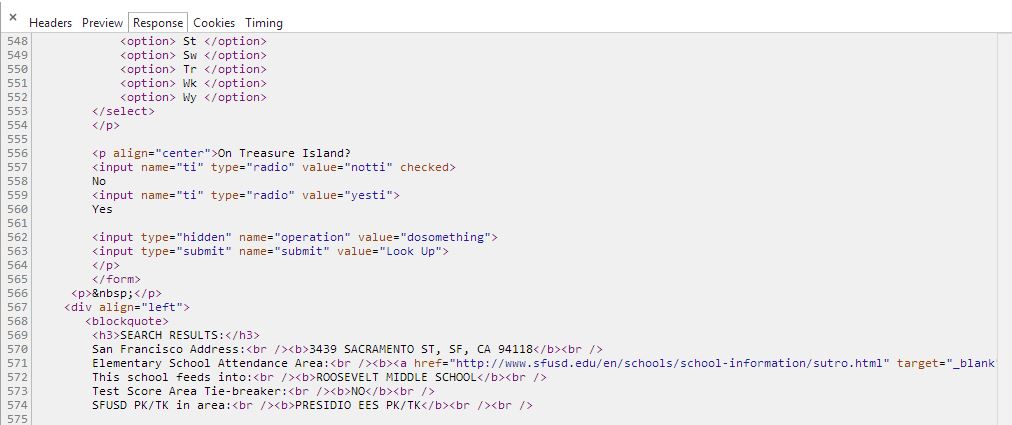 × Headers Preview Response Cookies Timing
548 <option> St </option>
549 <option> Sw </option>
550 <option> Tr </option>
551 <option> Wk </option>
552 <option> Wy </option>
553 </select>
554 </p>
555
556 <p align="center">On Treasure Island?
557 <input name="ti" type="radio" value="notti" checked>
558 No
559 <input name="ti" type="radio" value="yesti">
560 Yes
561
562 <input type="hidden" name="operation" value="dosomething">
563 <input type="submit" name="submit" value="Look Up">
564 </p>
565 </form>
566 <p>&nbsp;</p>
567 <div align="left">
568 <blockquote>
569 <h3>SEARCH RESULTS:</h3>
570 San Francisco Address:<br /><b>3439 SACRAMENTO ST, SF, CA 94118</b><br />
571 Elementary School Attendance Area:<br /><b><a href="http://www.sfusd.edu/en/schools/school-information/sutro.html" target="_blank"
572 This school feeds into:<br /><b>ROOSEVELT MIDDLE SCHOOL</b><br />
573 Test Score Area Tie-breaker:<br /><b>NO</b><br />
574 SFUSD PK/TK in area:<br /><b>PRESIDIO EES PK/TK</b><br /><br />
575